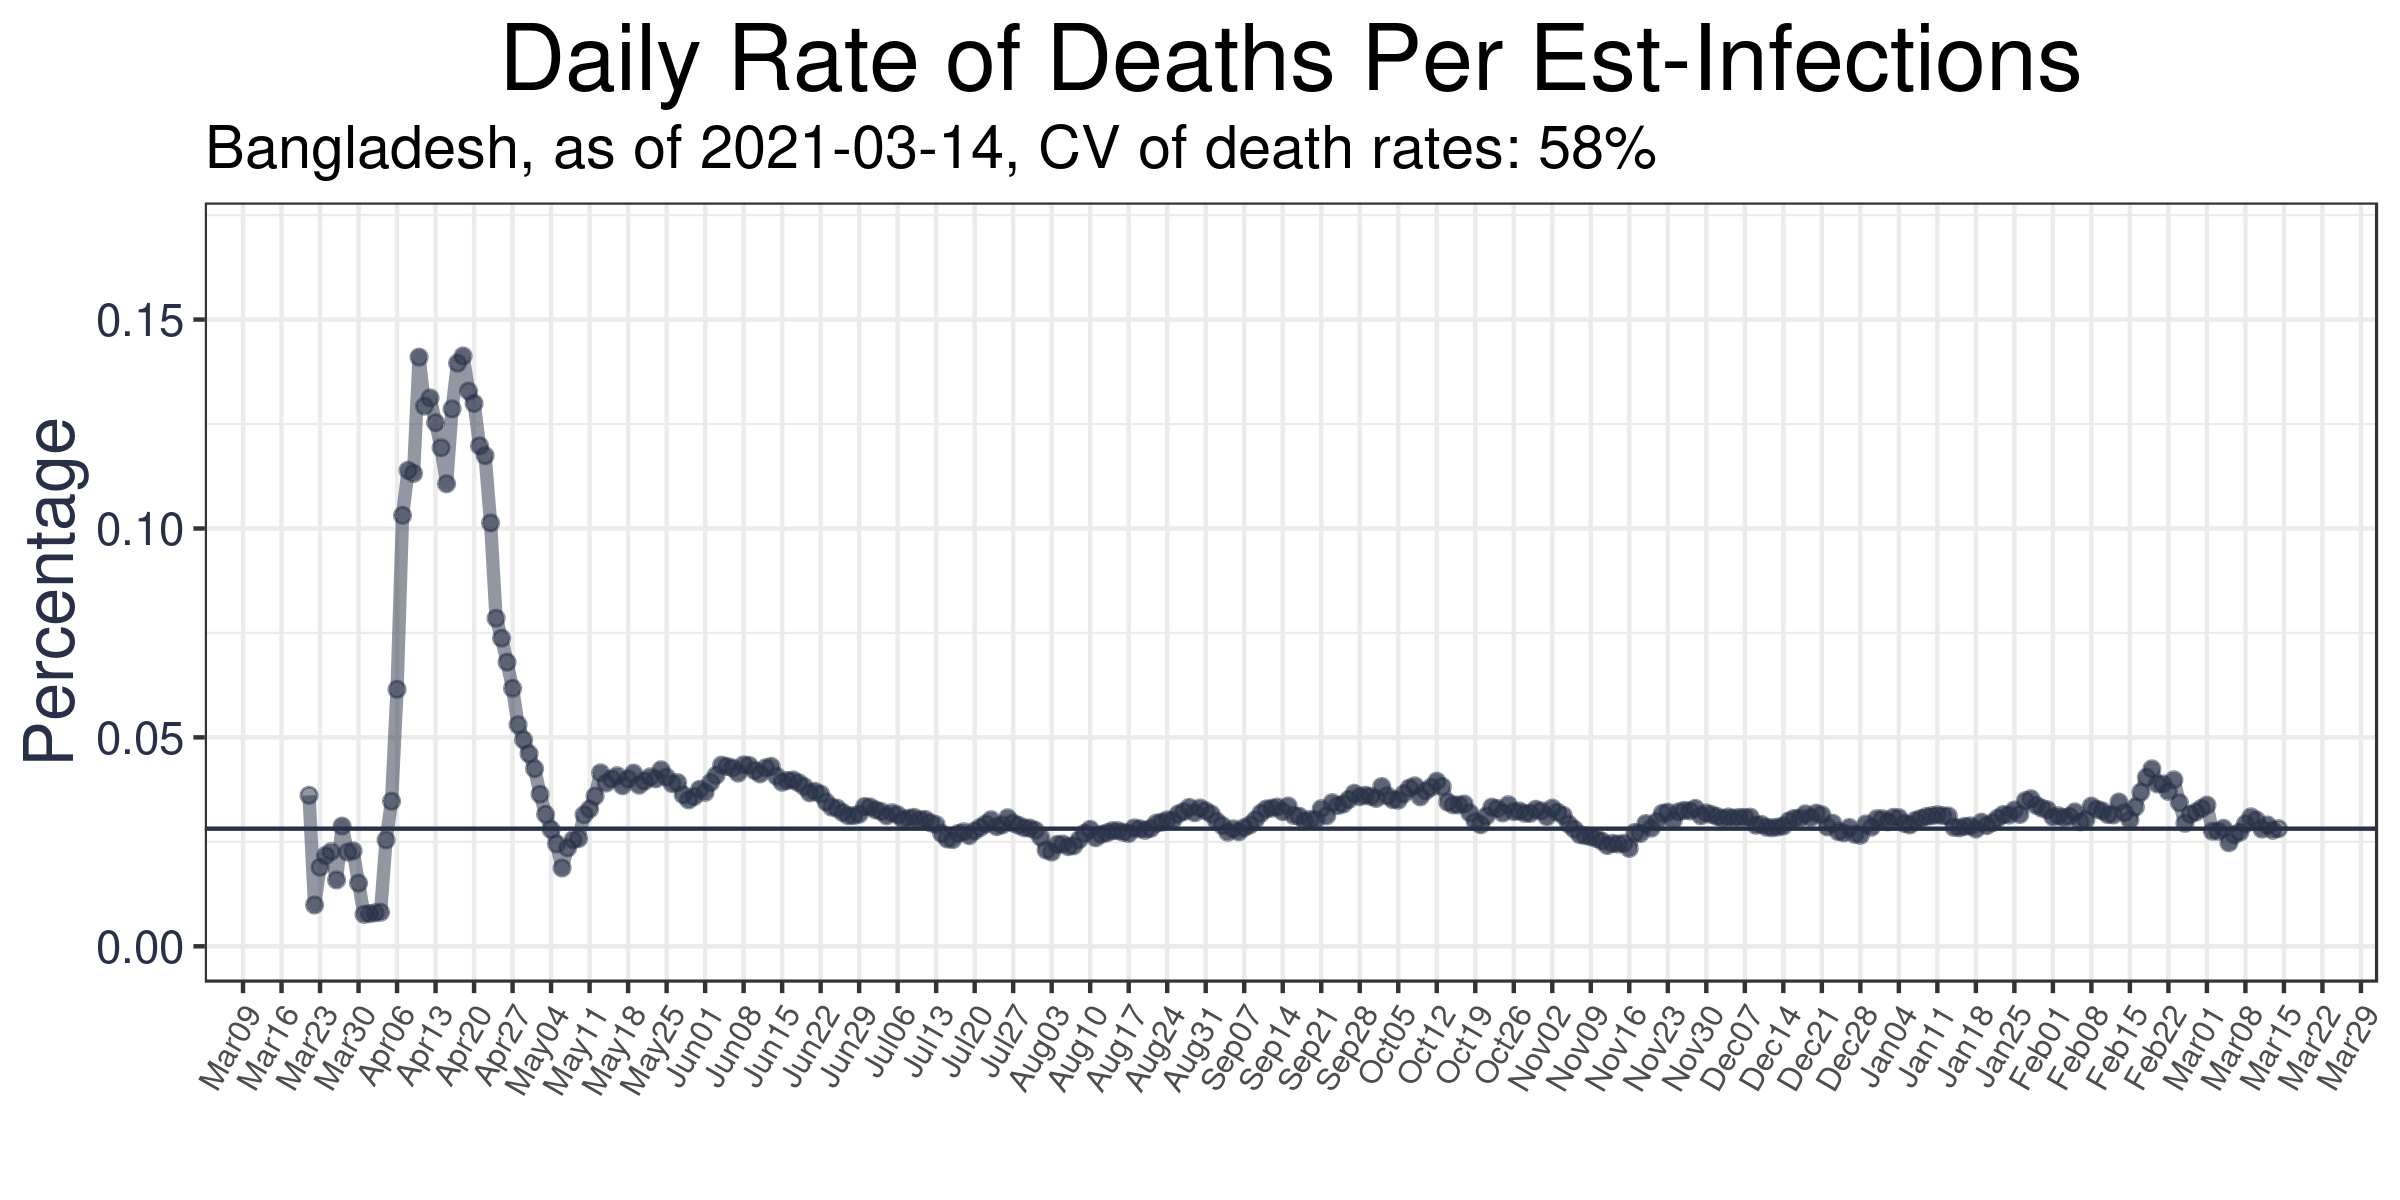 Daily Rate of Deaths Per Est-Infections
Bangladesh, as of 2021-03-14, CV of death rates: 58%
Percentage
0.15
0.10
0.05
0.00
Mar09
Mar16
Mar23
Mar30
Apr06
Apr13
Apr20
Apr27
May04
May11
May18
May25
Jun01
Jun08
Jun15
Jun22
Jun29
Jul06
Jul13
Jul20
Jul27
Aug03
Aug10
Aug17
Aug24
Aug31
Sep07
Sep14
Sep21
Sep28
Oct05
Oct12
Oct19
Oct26
Nov02
Nov09
Nov16
Nov23
Nov30
Dec07
Dec14
Dec21
Dec28
Jan04
Jan11
Jan18
Jan25
Feb01
Feb08
Feb15
Feb22
Mar01
Mar08
Mar15
Mar22
Mar29